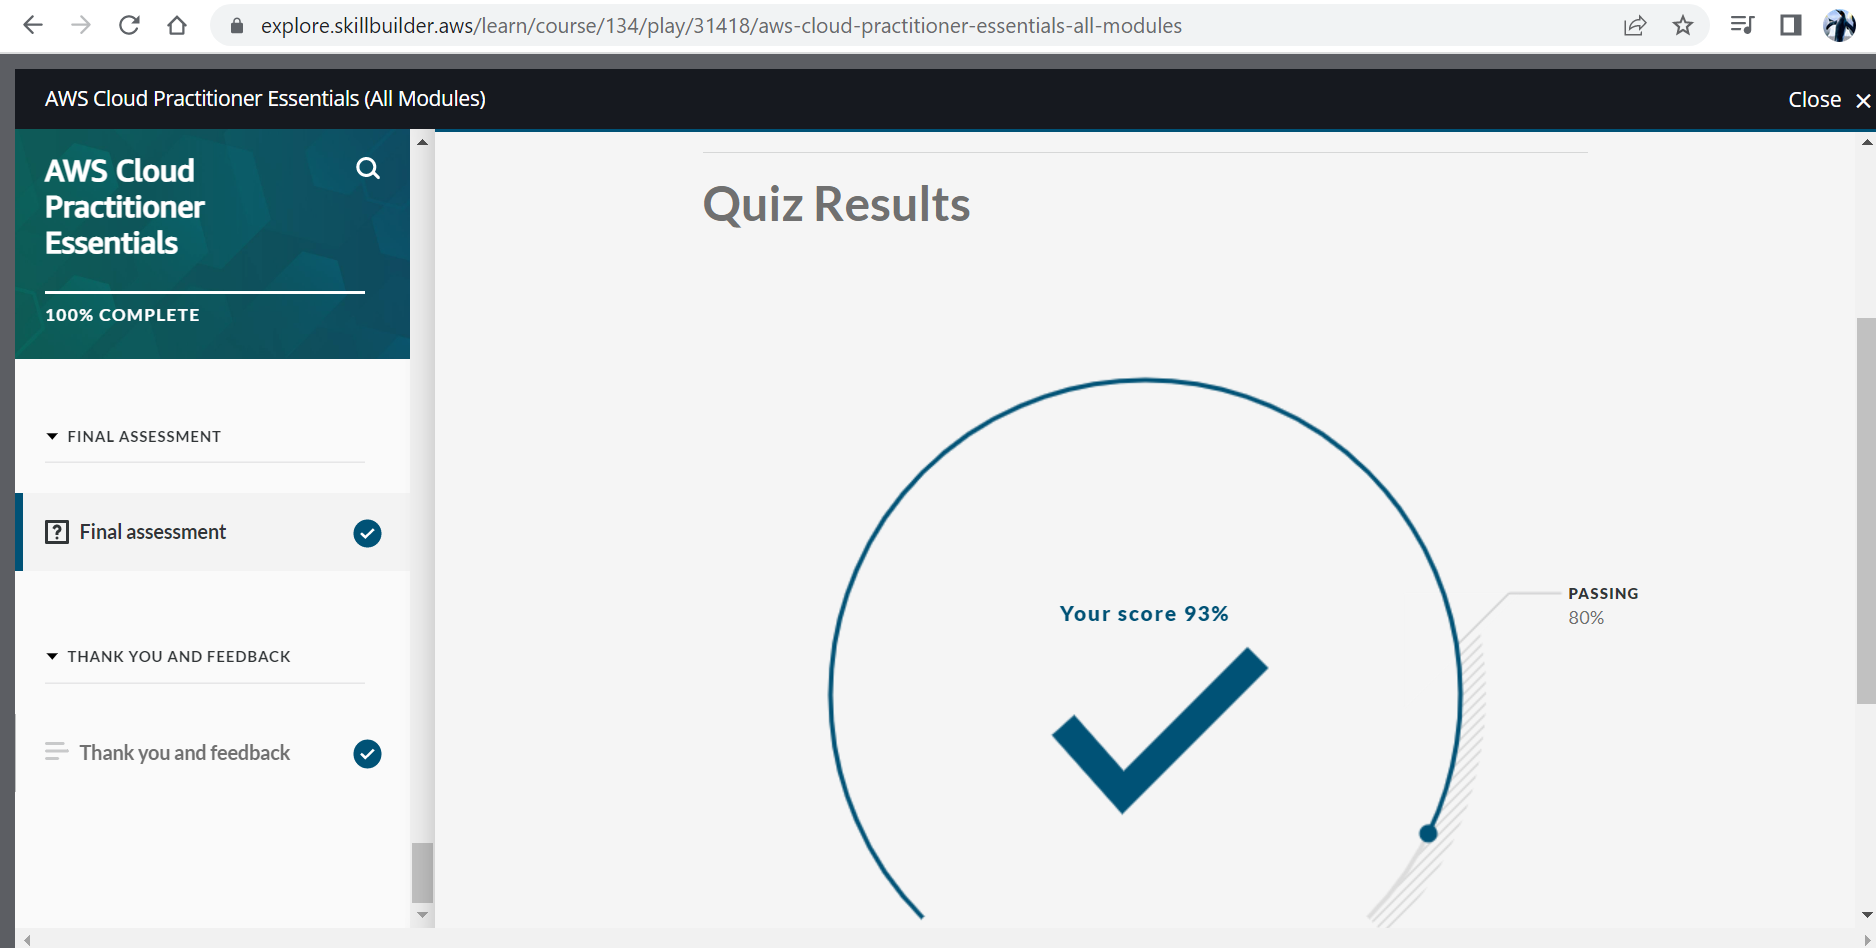 explore.skillbuilder.aws/learn/course/134/play/31418/aws-cloud-practitioner-essentials-all-modules
AWS Cloud Practitioner Essentials (All Modules)
Close
AWS Cloud
Practitioner
Essentials
100% COMPLETE
FINAL ASSESSMENT
Final assessment
THANK YOU AND FEEDBACK
Thank you and feedback
Quiz Results
Your score 93%
PASSING
80%